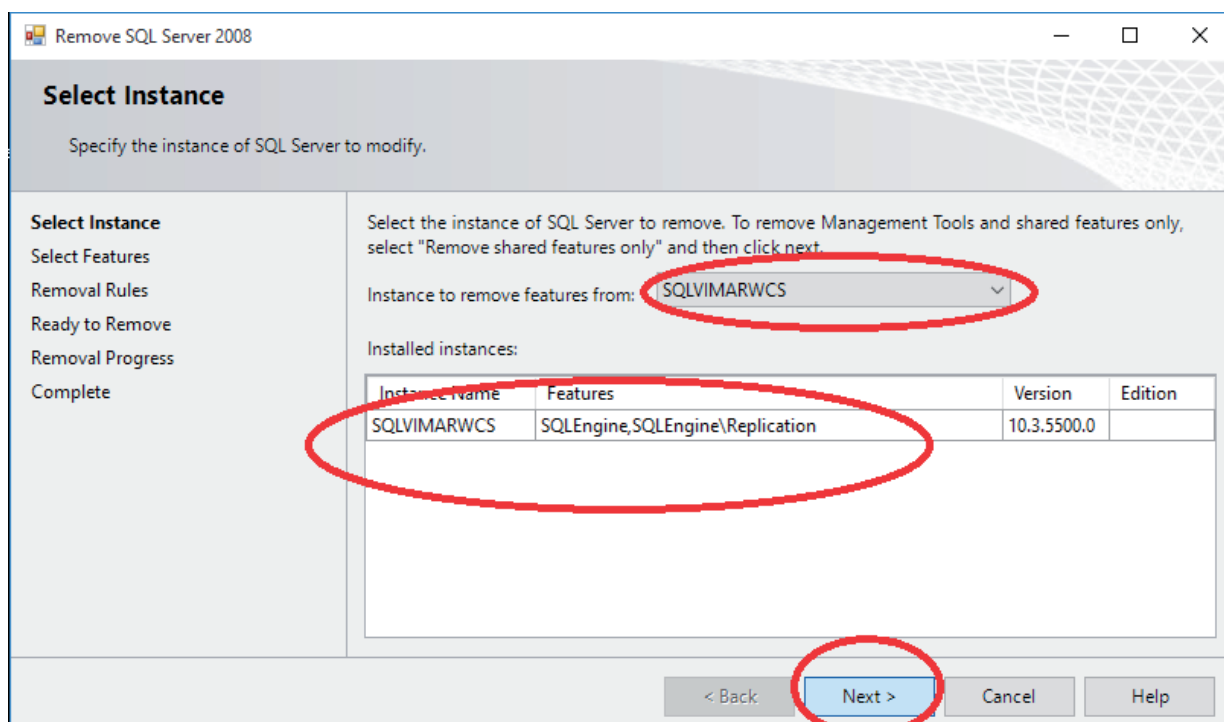 Remove SQL Server 2008
Select Instance
Specify the instance of SQL Server to modify.
Select Instance
Select Features
Removal Rules
Ready to Remove
Removal Progress
Complete
Select the instance of SQL Server to remove. To remove Management Tools and shared features only,
select "Remove shared features only" and then click next.
Instance to remove features from: SQLVIMARWCS
Installed instances:
Instance Name Features Version Edition
SQLVIMARWCS SQLEngine,SQLEngine\Replication 10.3.5500.0
< Back Next > Cancel Help